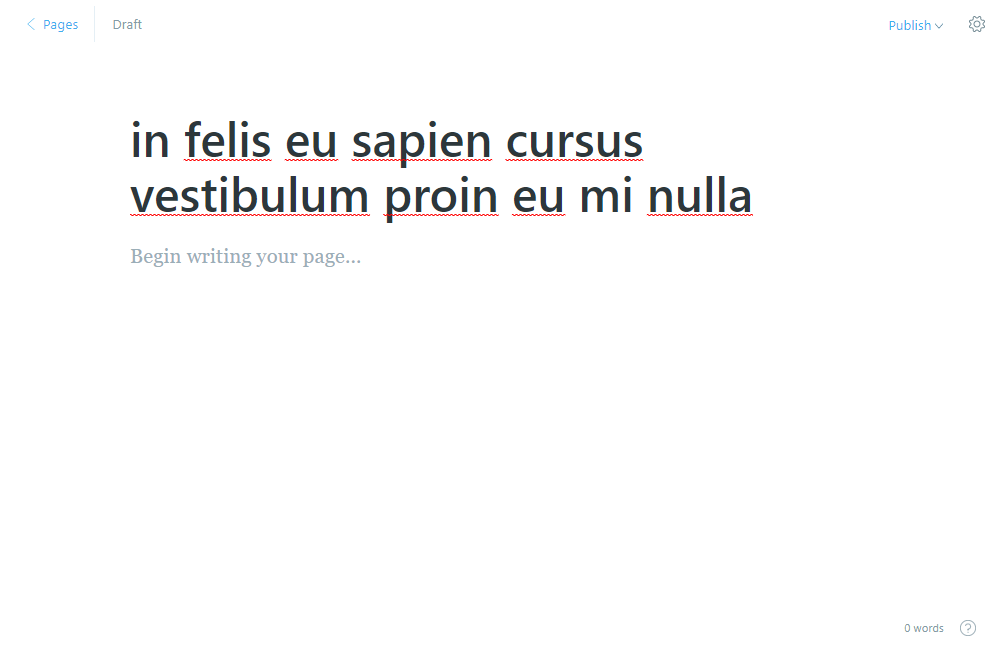 Pages
Draft
Publish
in felis eu sapien cursus
vestibulum proin eu mi nulla
Begin writing your page...
0 words
?